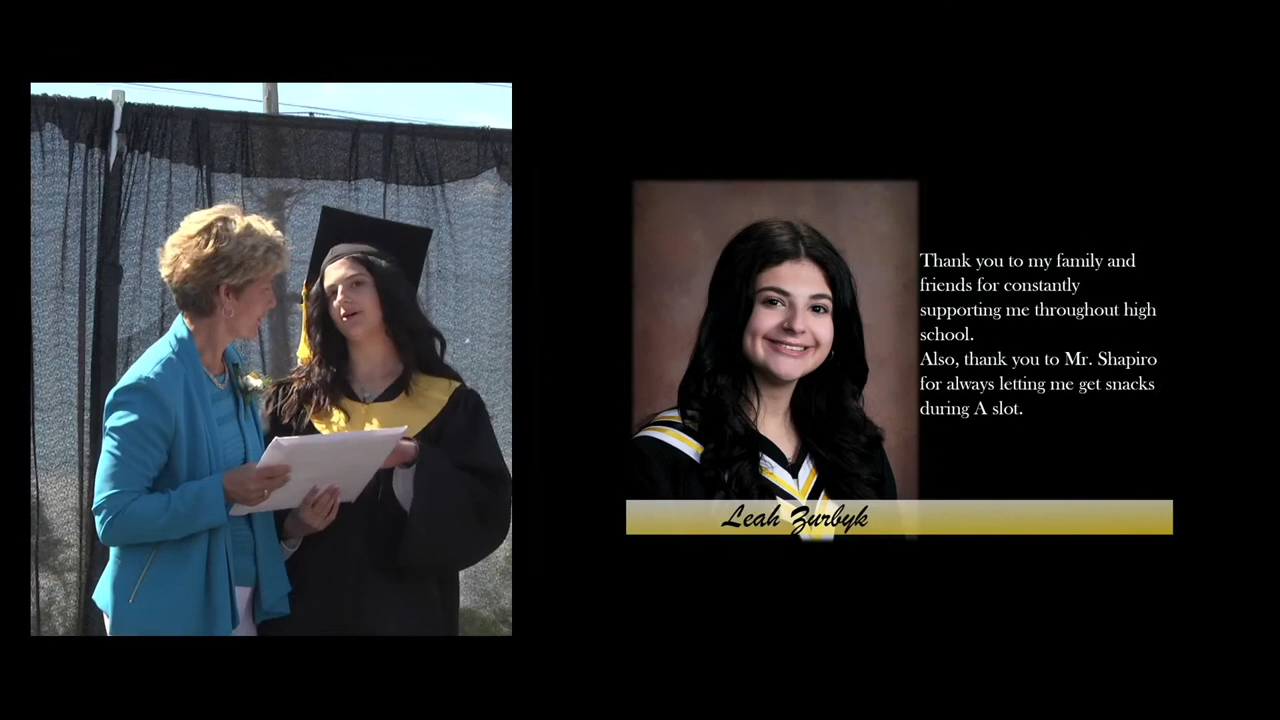 Thank you to my family and
friends for constantly
supporting me throughout high
school.
Also, thank you to Mr. Shapiro
for always letting me get snacks
during A slot.
Leah Zurbyk